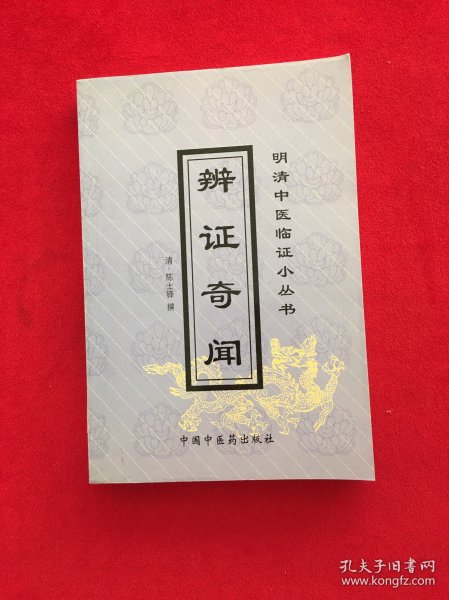 明清中医临证小丛书
辨证奇闻
清·陈士铎 撰
中国中医药出版社
孔夫子旧书网
www.kongfz.com